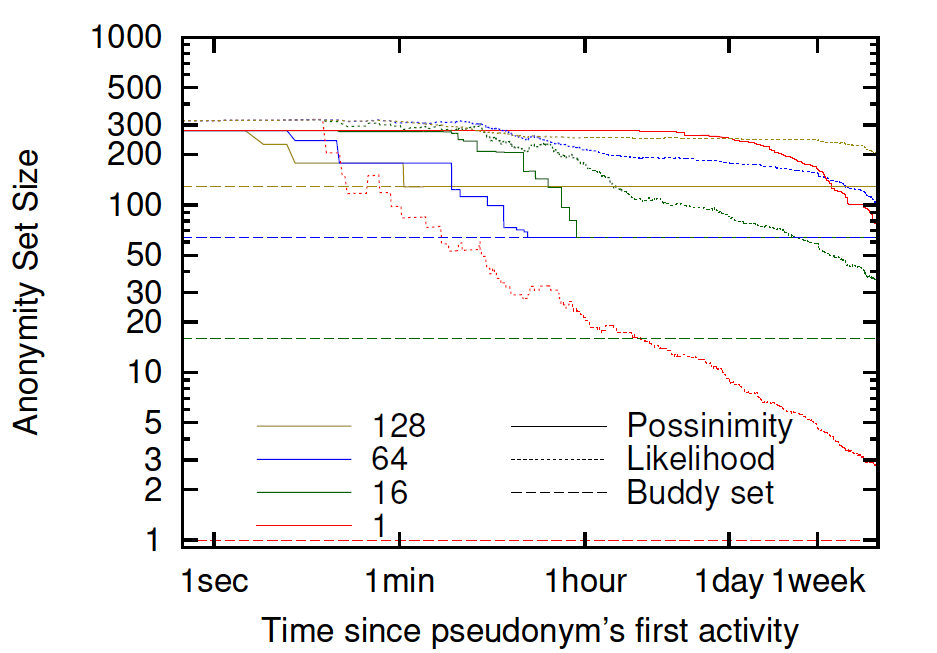 1000
500
300
200
100
50
30
20
10
5
3
2
1
Anonymity Set Size
128
64
16
1
Possinimity
Likelihood
Buddy set
1sec
1min
1hour
1day
1week
Time since pseudonym's first activity